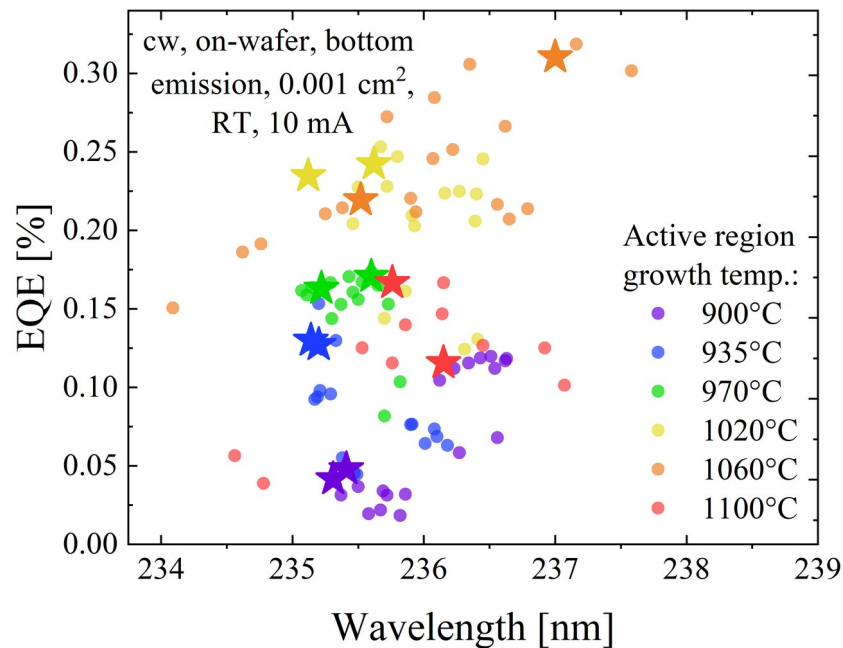 cw, on-wafer, bottom
emission, 0.001 cm²,
RT, 10 mA
EQE [%]
0.30
0.25
0.20
0.15
0.10
0.05
0.00
Active region
growth temp.:
900°C
935°C
970°C
1020°C
1060°C
1100°C
234 235 236 237 238 239
Wavelength [nm]